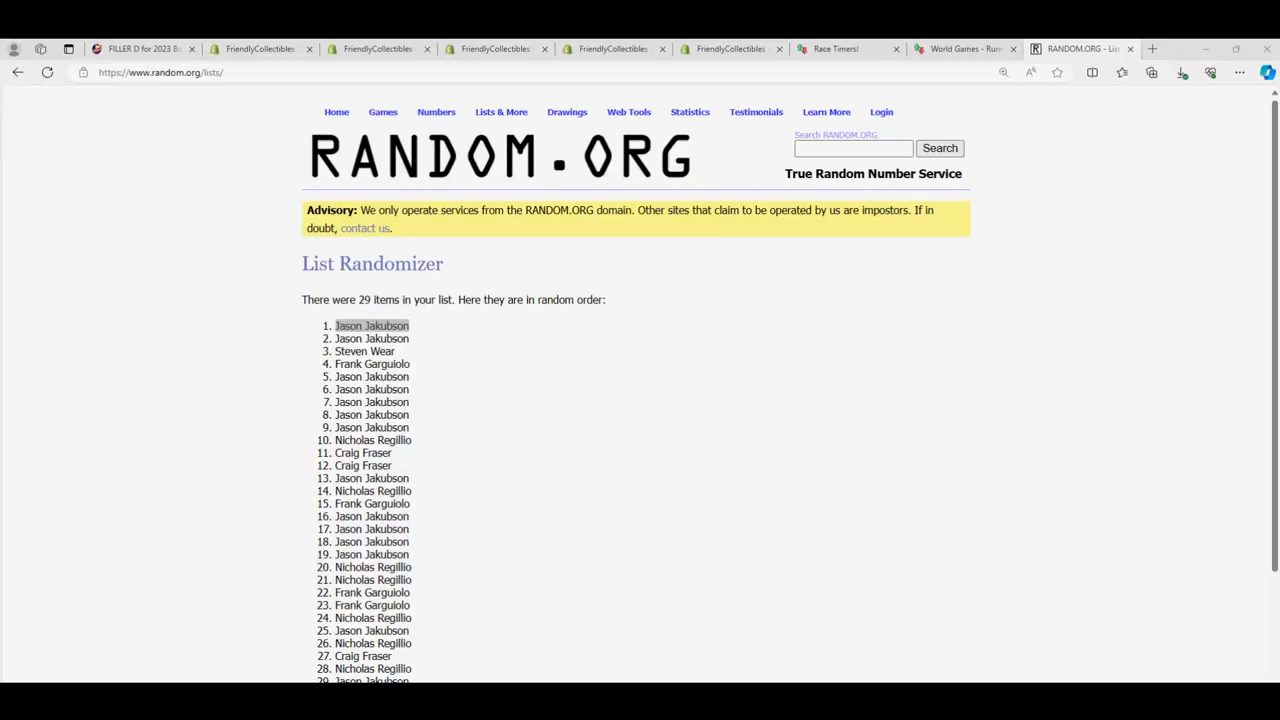 FILLER D for 2023 Bo
FriendlyCollectibles
FriendlyCollectibles
FriendlyCollectibles
FriendlyCollectibles
FriendlyCollectibles
Race Timers!
World Games - Run
RANDOM.ORG - Lis
https://www.random.org/lists/
Home Games Numbers Lists & More Drawings Web Tools Statistics Testimonials Learn More Login
RANDOM.ORG
Search RANDOM.ORG
Search
True Random Number Service
Advisory: We only operate services from the RANDOM.ORG domain. Other sites that claim to be operated by us are impostors. If in
doubt, contact us.
List Randomizer
There were 29 items in your list. Here they are in random order:
1. Jason Jakubson
2. Jason Jakubson
3. Steven Wear
4. Frank Garguiolo
5. Jason Jakubson
6. Jason Jakubson
7. Jason Jakubson
8. Jason Jakubson
9. Jason Jakubson
10. Nicholas Regillio
11. Craig Fraser
12. Craig Fraser
13. Jason Jakubson
14. Nicholas Regillio
15. Frank Garguiolo
16. Jason Jakubson
17. Jason Jakubson
18. Jason Jakubson
19. Jason Jakubson
20. Nicholas Regillio
21. Nicholas Regillio
22. Frank Garguiolo
23. Frank Garguiolo
24. Nicholas Regillio
25. Jason Jakubson
26. Nicholas Regillio
27. Craig Fraser
28. Nicholas Regillio
29. Jason Jakubson